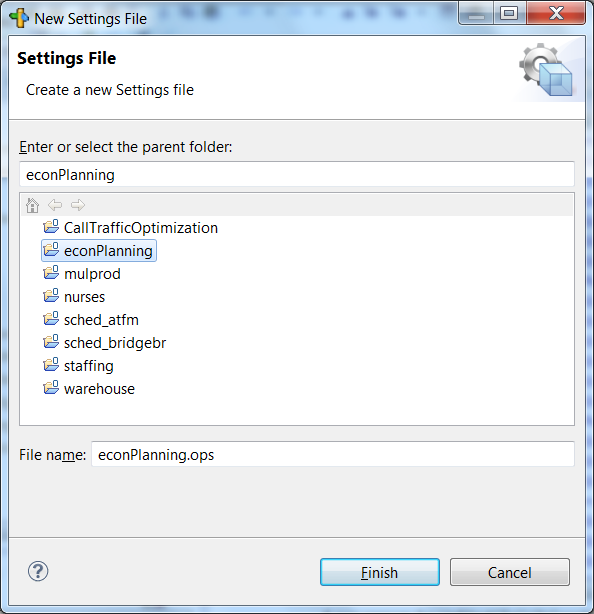 New Settings File
Settings File
Create a new Settings file
Enter or select the parent folder:
econPlanning
CallTrafficOptimization
econPlanning
mulprod
nurses
sched_atfm
sched_bridgebr
staffing
warehouse
File name: econPlanning.ops
Finish Cancel